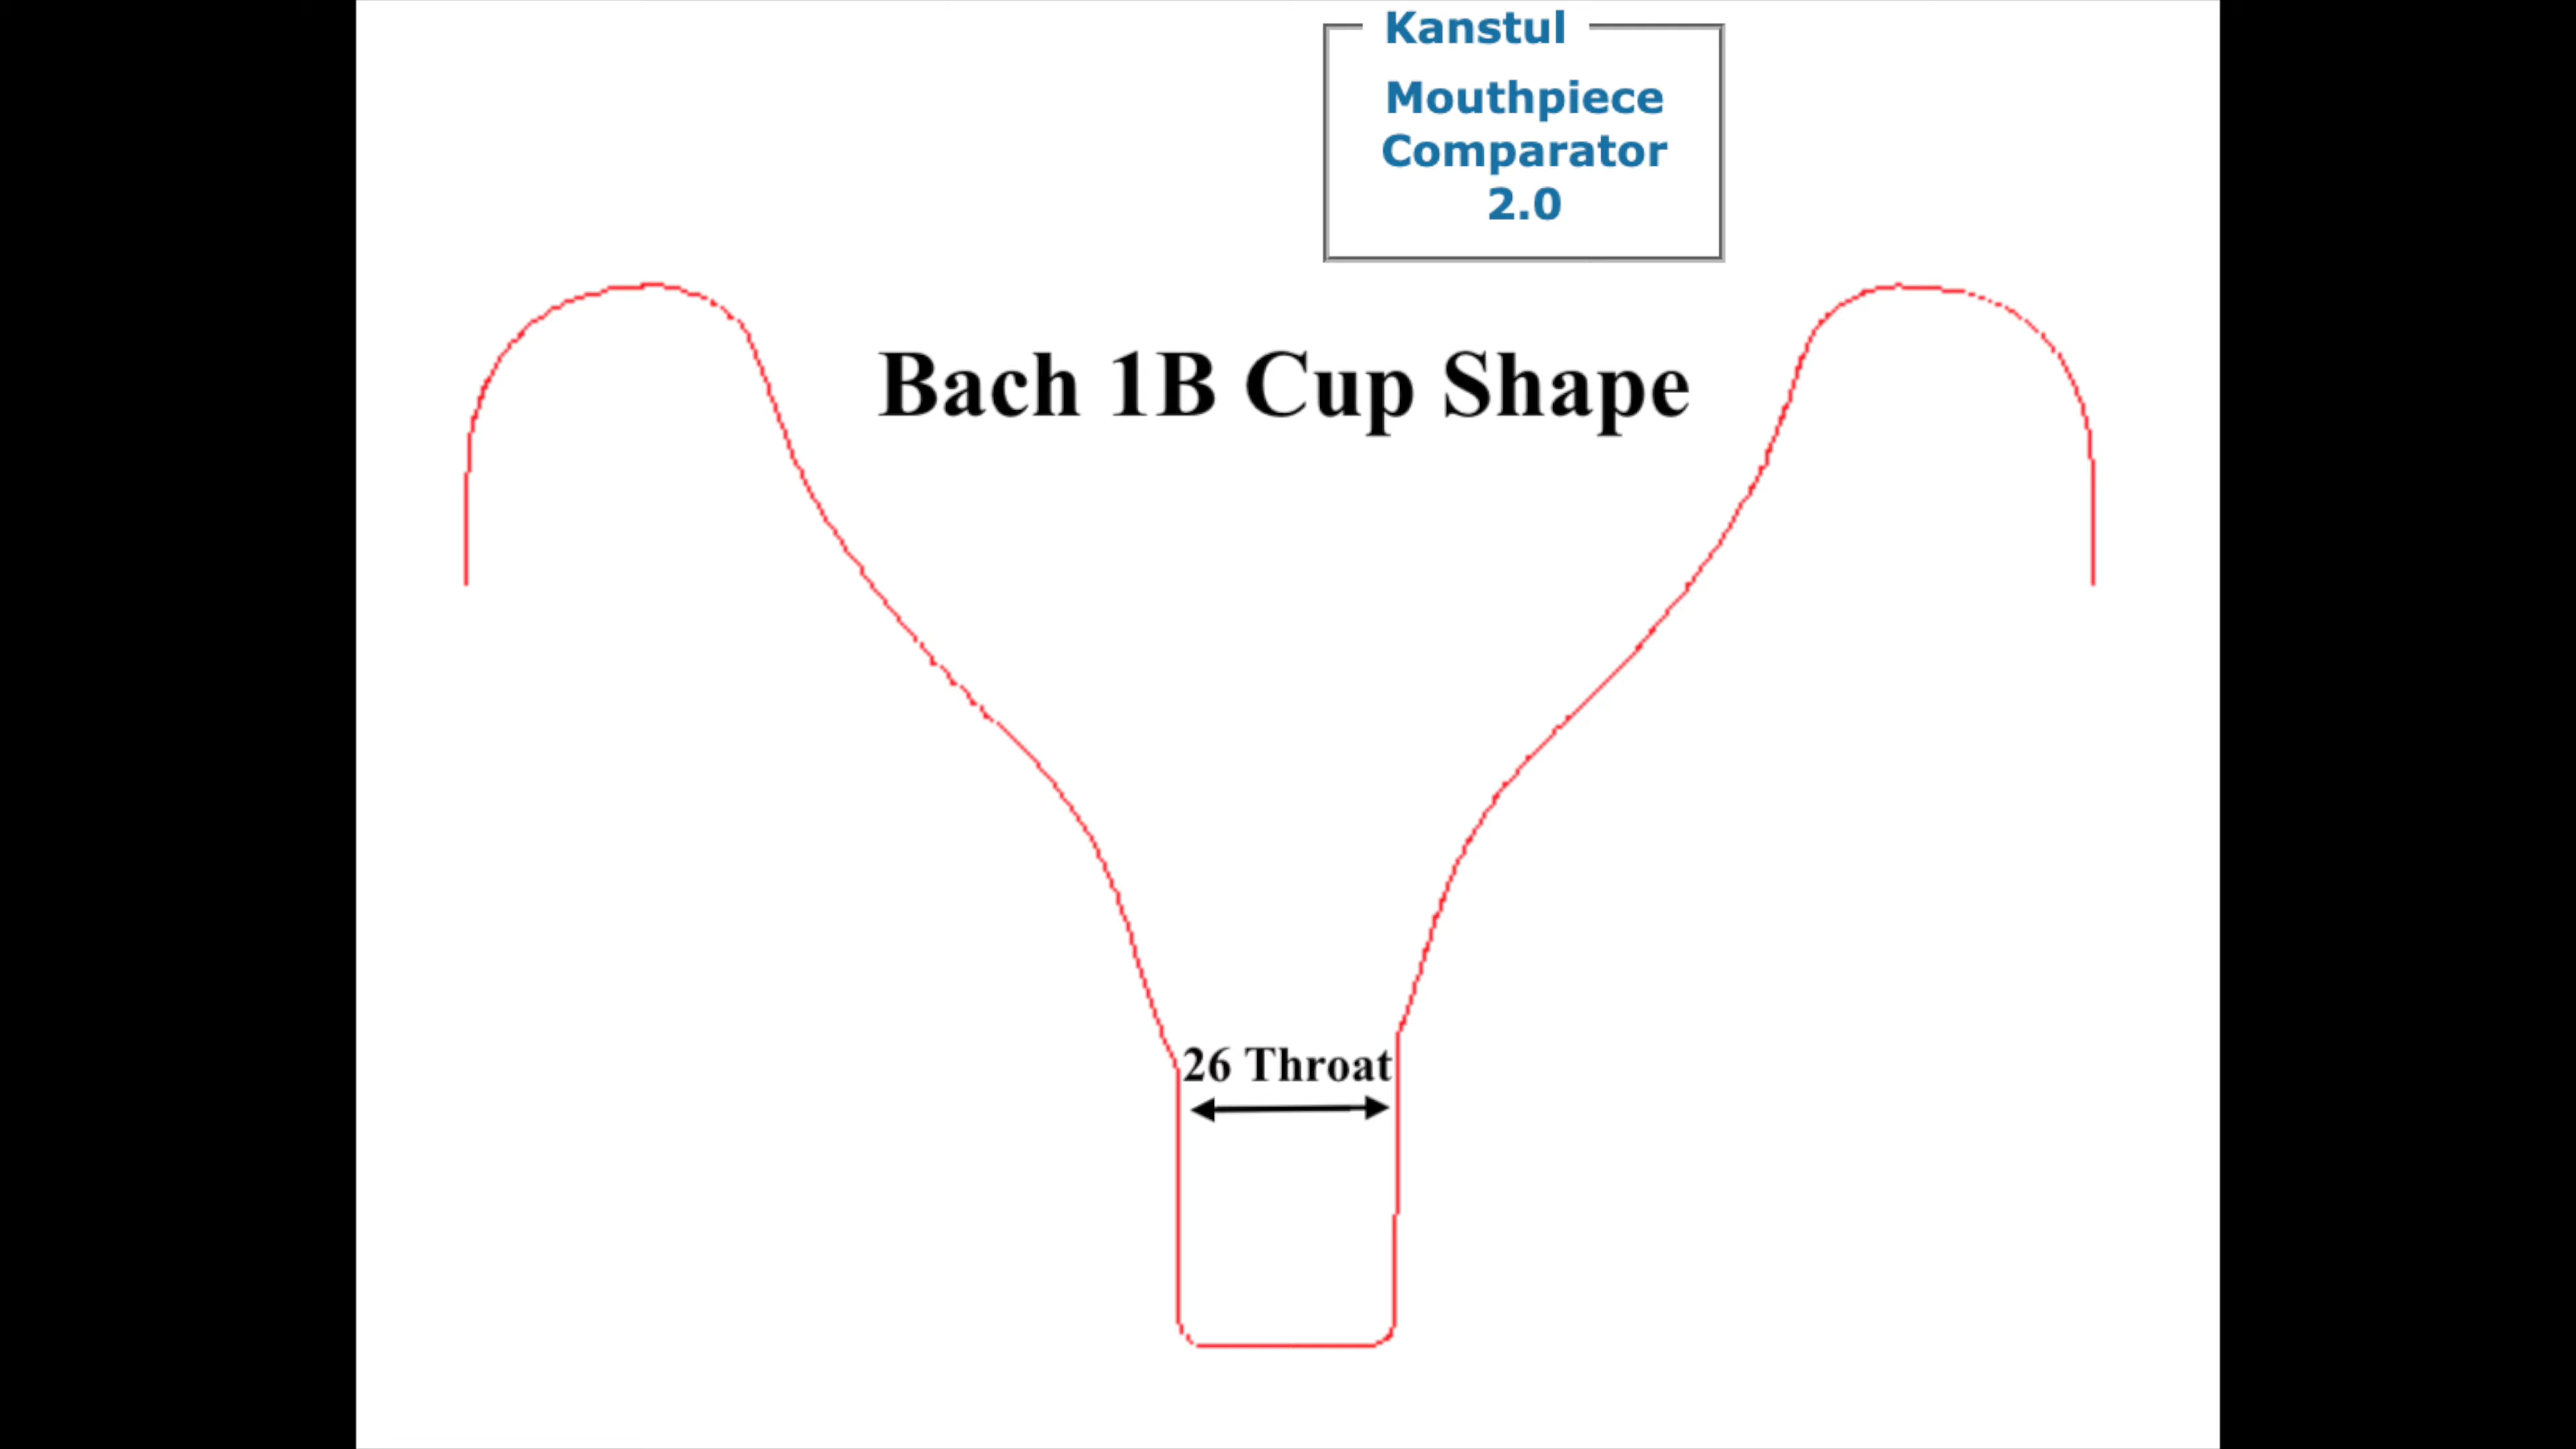 Kanstul
Mouthpiece
Comparator
2.0
Bach 1B Cup Shape
26 Throat